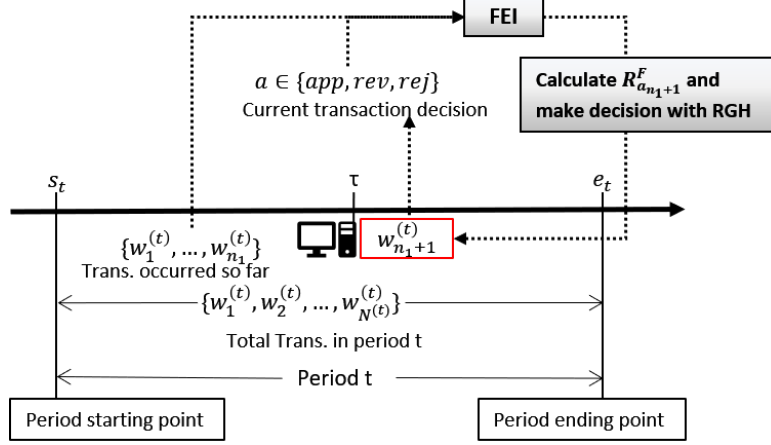 FEI
a ∈ {app, rev, rej}
Current transaction decision
Calculate R^F_{a_{n_1+1}} and
make decision with RGH
s_t
τ
e_t
{w_1^{(t)}, …, w_{n_1}^{(t)}}
Trans. occurred so far
w_{n_1+1}^{(t)}
{w_1^{(t)}, w_2^{(t)}, …, w_{N^{(t)}}^{(t)}}
Total Trans. in period t
Period t
Period starting point
Period ending point